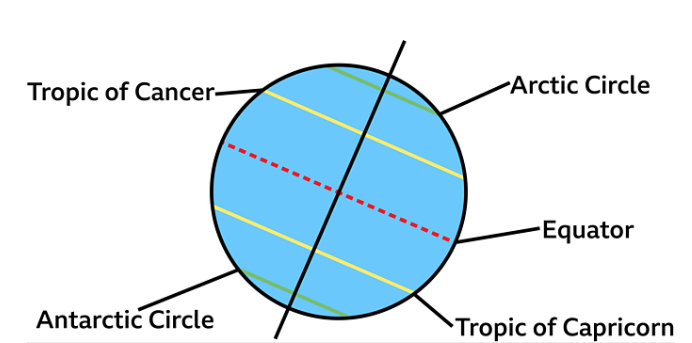 Tropic of Cancer
Arctic Circle
Equator
Antarctic Circle
Tropic of Capricorn